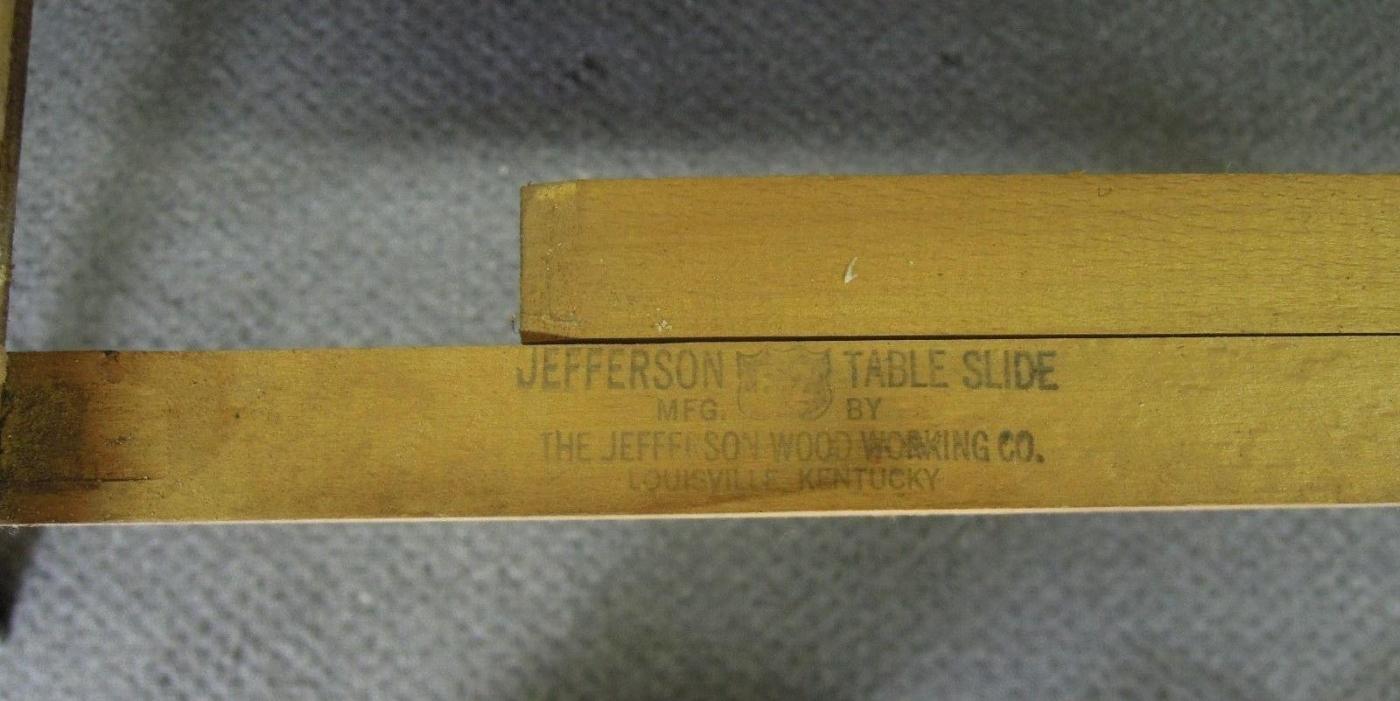 JEFFERSON TABLE SLIDE
MFG. BY
THE JEFFERSON WOOD WORKING CO.
LOUISVILLE, KENTUCKY